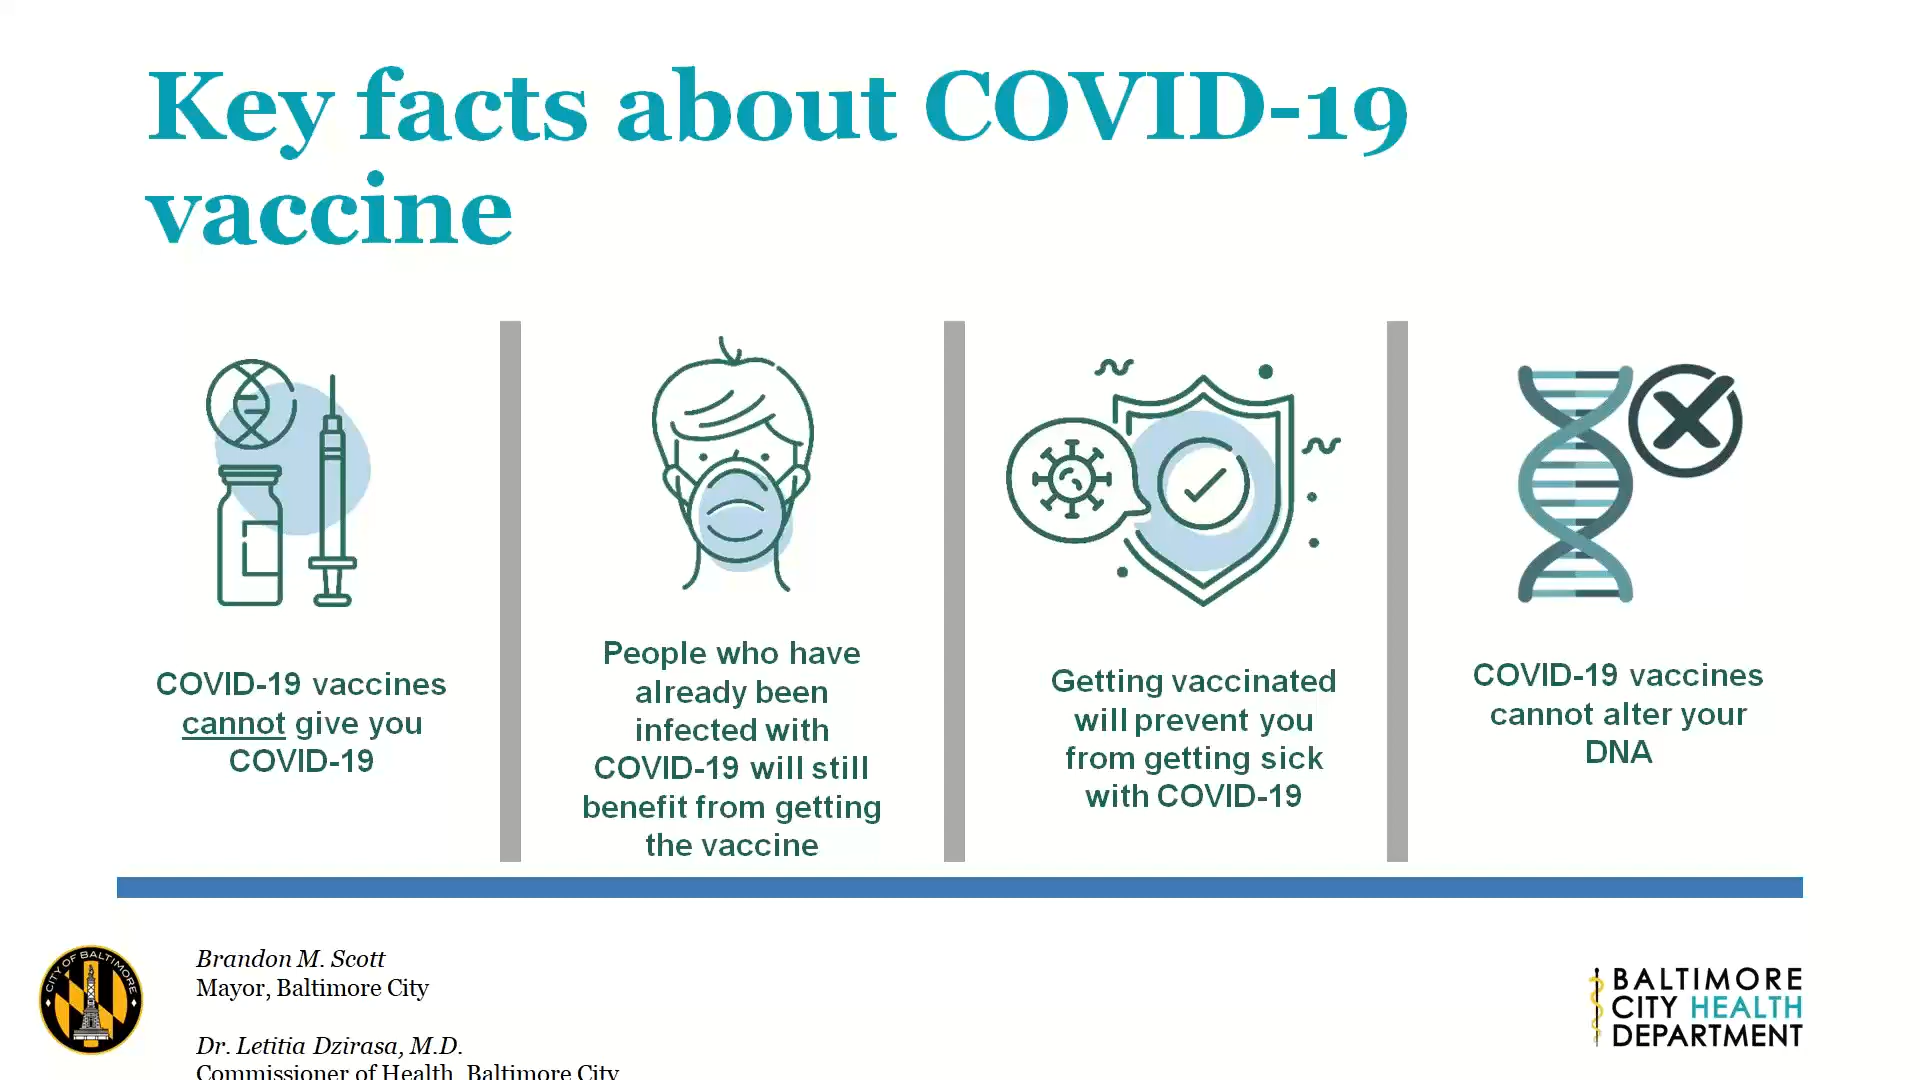 Key facts about COVID-19
vaccine
COVID-19 vaccines
cannot give you
COVID-19
People who have
already been
infected with
COVID-19 will still
benefit from getting
the vaccine
Getting vaccinated
will prevent you
from getting sick
with COVID-19
COVID-19 vaccines
cannot alter your
DNA
CITY OF BALTIMORE
Brandon M. Scott
Mayor, Baltimore City
Dr. Letitia Dzirasa, M.D.
Commissioner of Health, Baltimore City
BALTIMORE
CITY HEALTH
DEPARTMENT